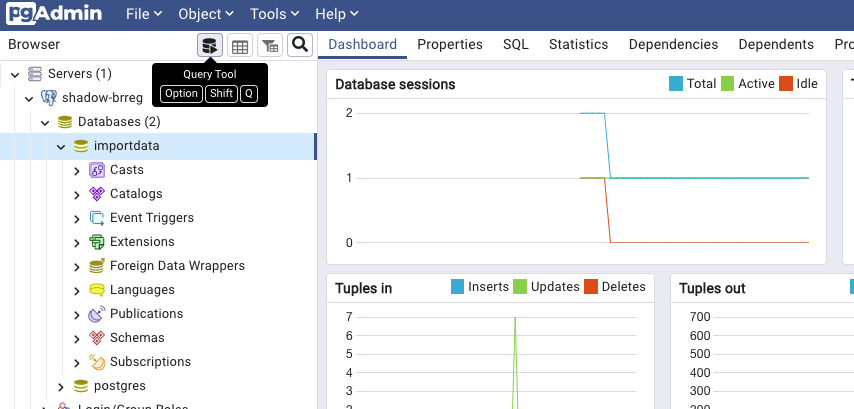 pgAdmin File Object Tools Help
Browser
Dashboard Properties SQL Statistics Dependencies Dependents
Query Tool
Option Shift Q
Servers (1)
shadow-brreg
Databases (2)
importdata
Casts
Catalogs
Event Triggers
Extensions
Foreign Data Wrappers
Languages
Publications
Schemas
Subscriptions
postgres
Login/Group Roles
Database sessions
Total Active Idle
2
1
0
Tuples in
Inserts Updates Deletes
7
6
5
4
3
Tuples out
700
600
500
400
300